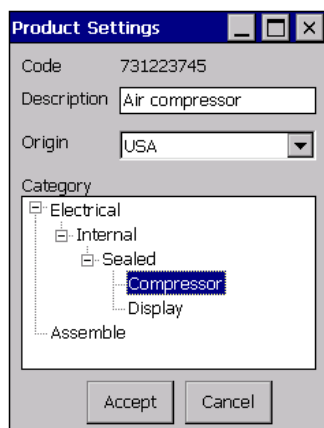 Product Settings
Code 731223745
Description Air compressor
Origin USA
Category
Electrical
Internal
Sealed
Compressor
Display
Assemble
Accept Cancel